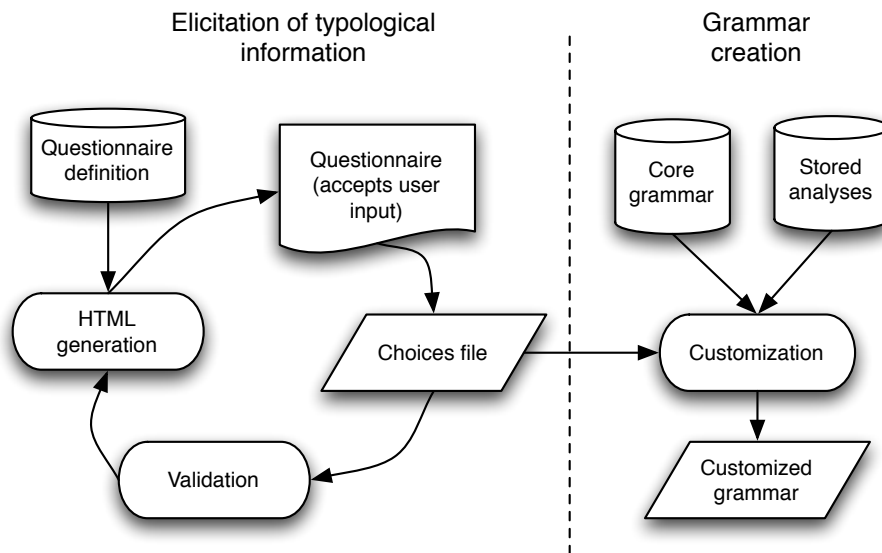 Elicitation of typological
information
Grammar
creation
Questionnaire
definition
Questionnaire
(accepts user
input)
Core
grammar
Stored
analyses
HTML
generation
Choices file
Customization
Validation
Customized
grammar